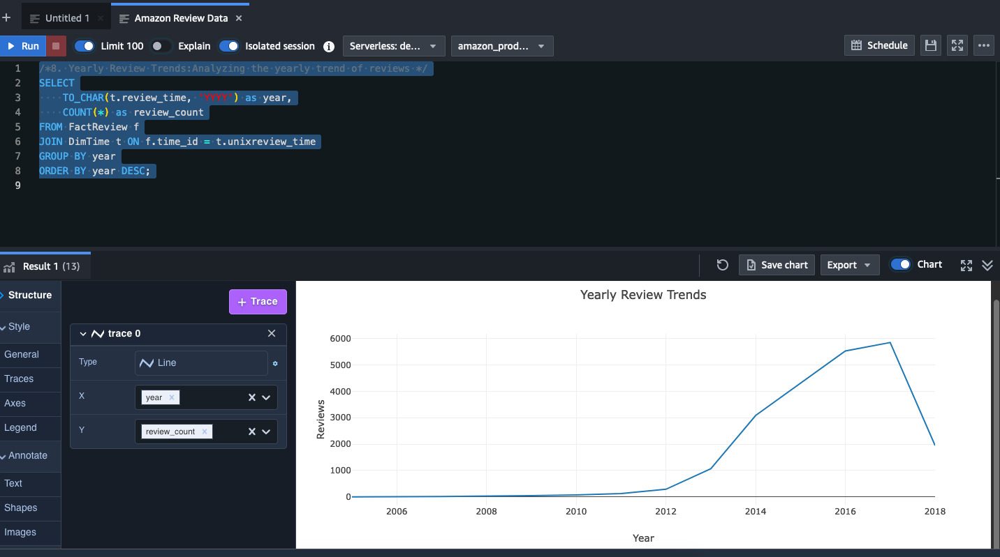 + Untitled 1 × Amazon Review Data ×
Run Limit 100 Explain Isolated session i Serverless: de... amazon_prod... Schedule
1 /*8. Yearly Review Trends:Analyzing the yearly trend of reviews */
2 SELECT
3 TO_CHAR(t.review_time, 'YYYY') as year,
4 COUNT(*) as review_count
5 FROM FactReview f
6 JOIN DimTime t ON f.time_id = t.unixreview_time
7 GROUP BY year
8 ORDER BY year DESC;
9
Result 1 (13) Save chart Export Chart
Structure
Style
General
Traces
Axes
Legend
Annotate
Text
Shapes
Images
+ Trace
trace 0
Type Line
X year ×
Y review_count ×
Yearly Review Trends
6000
5000
4000
3000
2000
1000
0
Reviews
2006 2008 2010 2012 2014 2016 2018
Year